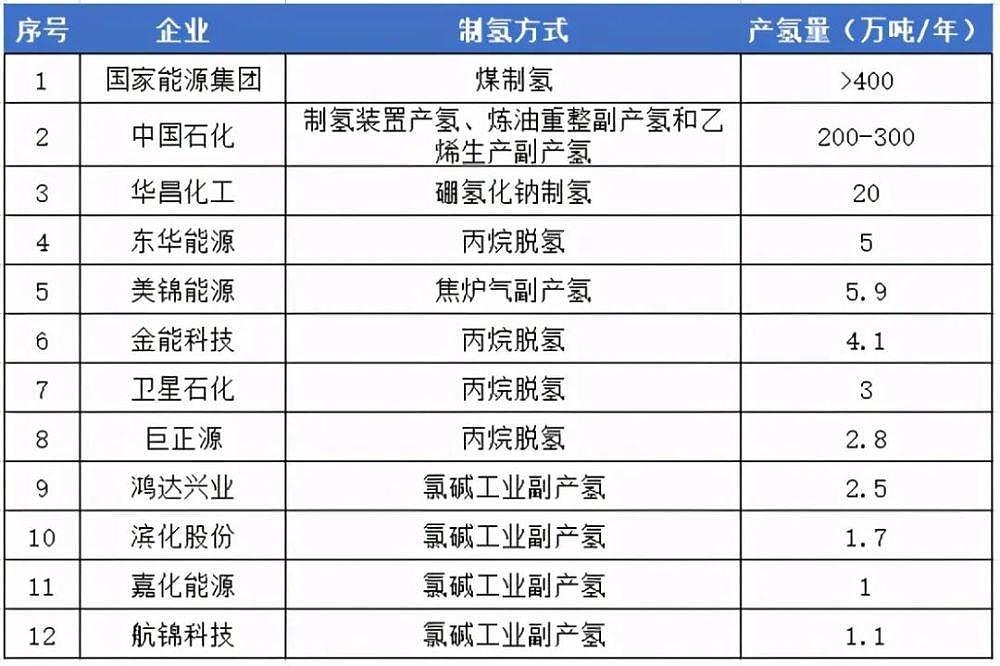 序号 企业 制氢方式 产氢量（万吨/年）
1 国家能源集团 煤制氢 >400
2 中国石化 制氢装置产氢、炼油重整副产氢和乙
烯生产副产氢 200-300
3 华昌化工 硼氢化钠制氢 20
4 东华能源 丙烷脱氢 5
5 美锦能源 焦炉气副产氢 5.9
6 金能科技 丙烷脱氢 4.1
7 卫星石化 丙烷脱氢 3
8 巨正源 丙烷脱氢 2.8
9 鸿达兴业 氯碱工业副产氢 2.5
10 滨化股份 氯碱工业副产氢 1.7
11 嘉化能源 氯碱工业副产氢 1
12 航锦科技 氯碱工业副产氢 1.1